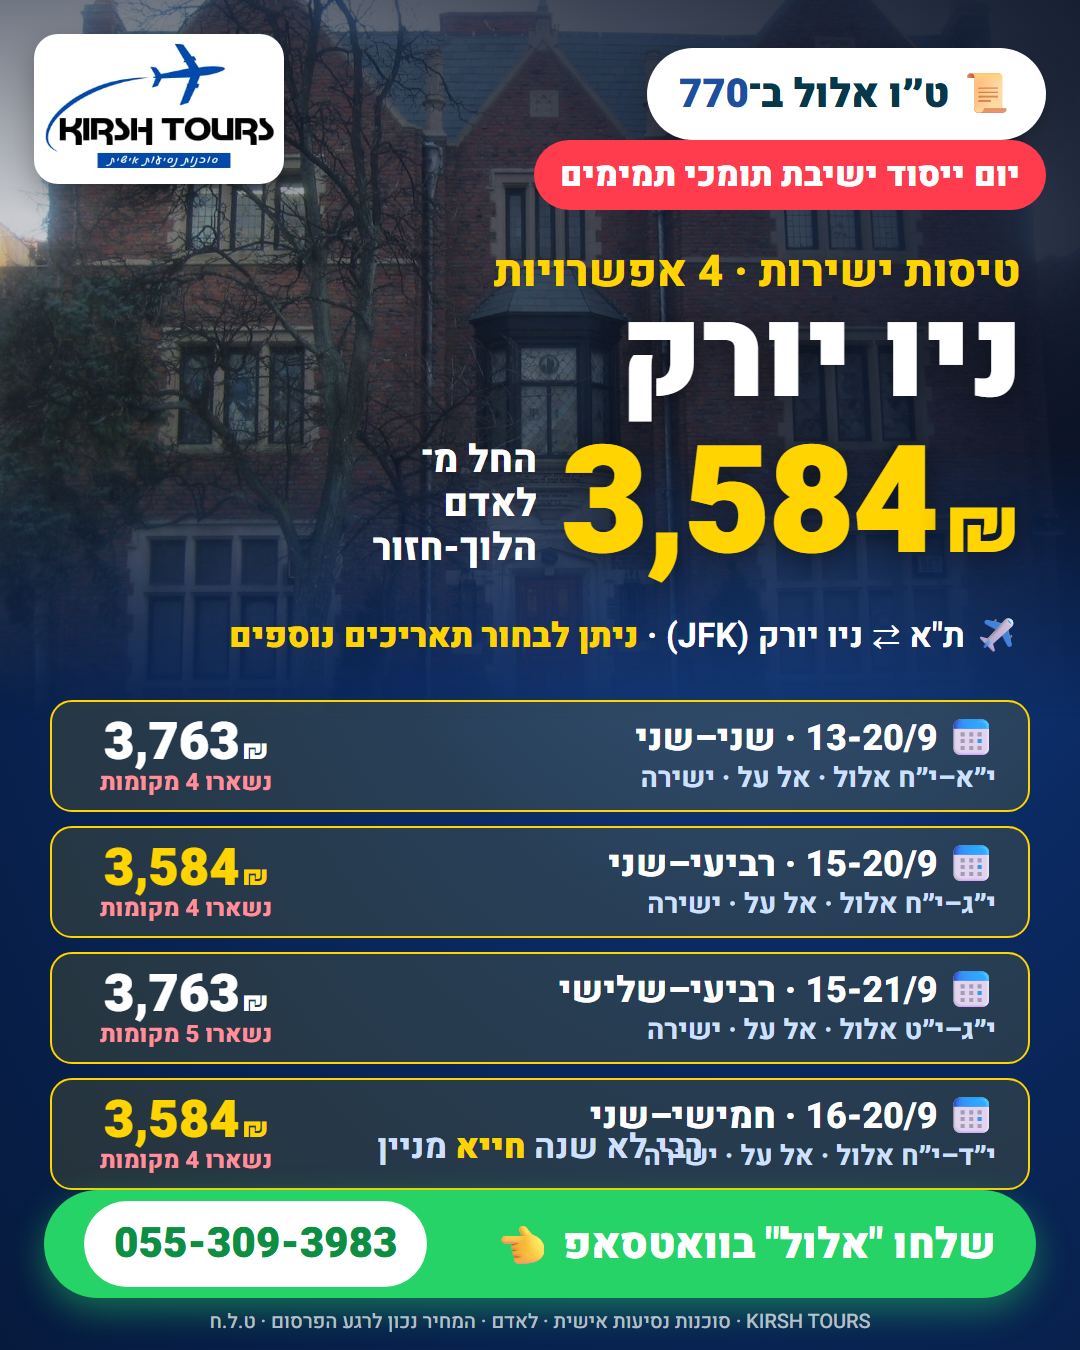 KIRSH TOURS
סוכנות נסיעות אישית
ט״ו אלול ב־770
יום ייסוד ישיבת תומכי תמימים
טיסות ישירות · 4 אפשרויות
ניו יורק
₪3,584
החל מ־
לאדם
הלוך-חזור
ת"א ⇄ ניו יורק (JFK) · ניתן לבחור תאריכים נוספים
13-20/9 · שני–שני
י״א–י״ח אלול · אל על · ישירה
₪3,763
נשארו 4 מקומות
15-20/9 · רביעי–שני
י״ג–י״ח אלול · אל על · ישירה
₪3,584
נשארו 4 מקומות
15-21/9 · רביעי–שלישי
י״ג–י״ט אלול · אל על · ישירה
₪3,763
נשארו 5 מקומות
16-20/9 · חמישי–שני
י״ד–י״ח אלול · אל על · ישירה
₪3,584
נשארו 4 מקומות
רבי לא שנה חייא מניין
שלחו "אלול" בוואטסאפ
055-309-3983
KIRSH TOURS · סוכנות נסיעות אישית · לאדם · המחיר נכון לרגע הפרסום · ט.ל.ח